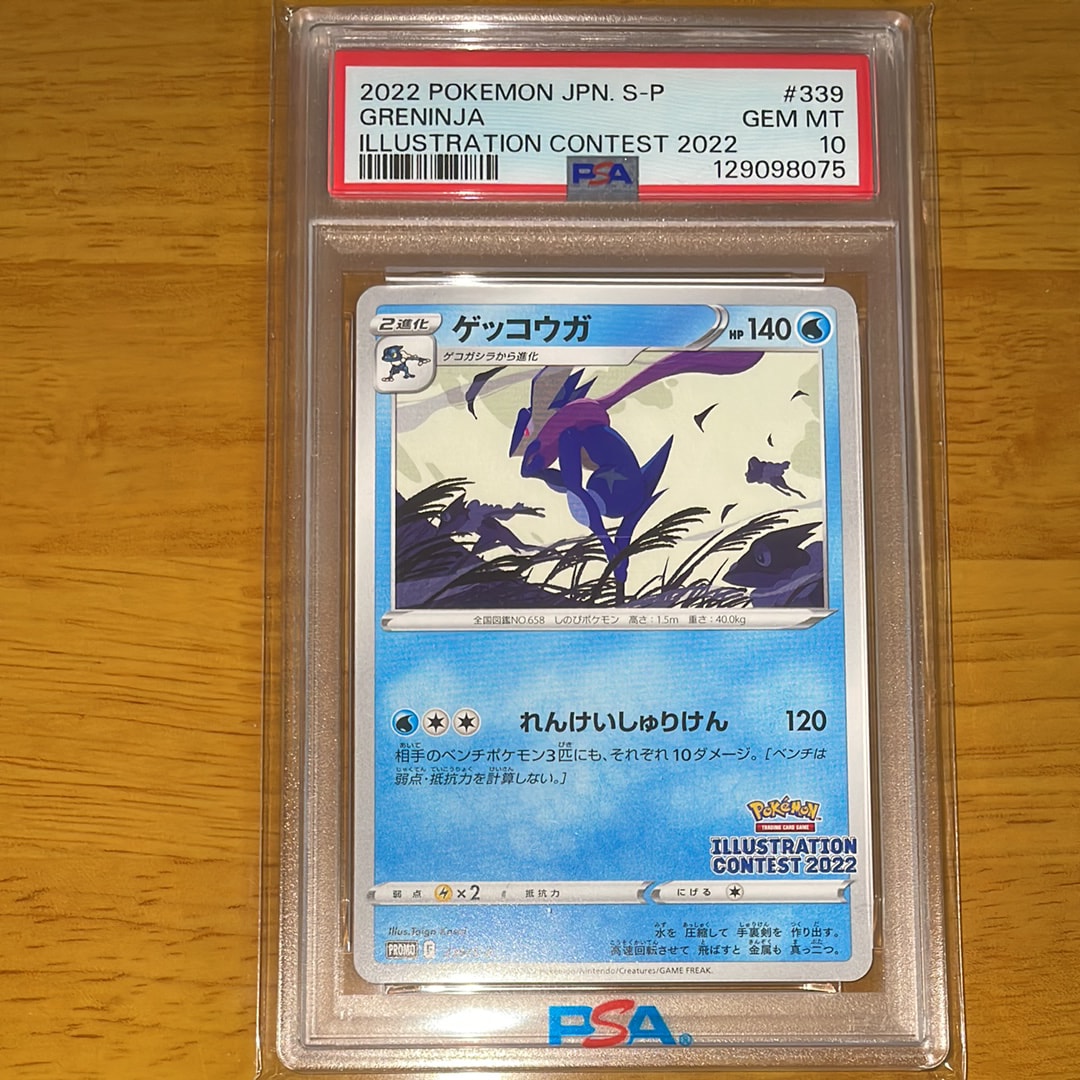 2022 POKEMON JPN. S-P #339
GRENINJA GEM MT
ILLUSTRATION CONTEST 2022 10
PSA 129098075
2進化 ゲッコウガ HP 140
ゲコガシラから進化
全国図鑑NO.658 しのびポケモン 高さ:1.5m 重さ:40.0kg
れんけいしゅりけん 120
相手のベンチポケモン3匹にも、それぞれ10ダメージ。[ベンチは
弱点・抵抗力を計算しない。]
Pokémon
TRADING CARD GAME
ILLUSTRATION
CONTEST 2022
弱点 ×2 抵抗力 にげる
Illus.
水を圧縮して手裏剣を作り出す。
高速回転させて飛ばすと金属も真っ二つ。
PROMO F
Pokémon/Nintendo/Creatures/GAME FREAK.
PSA